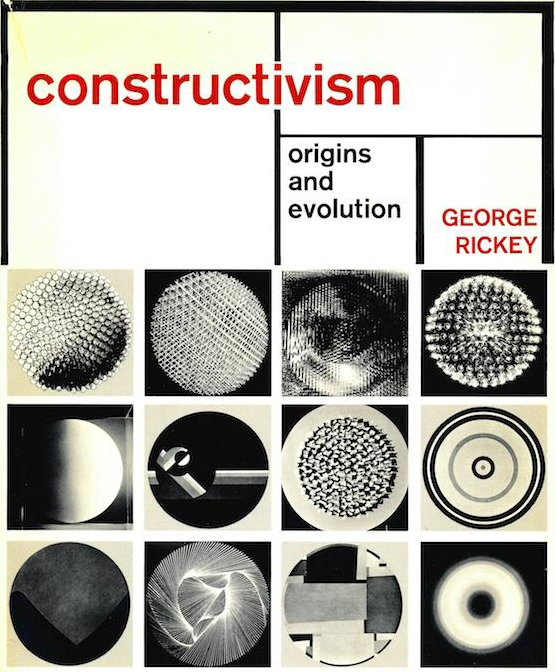 constructivism
origins
and
evolution
GEORGE
RICKEY